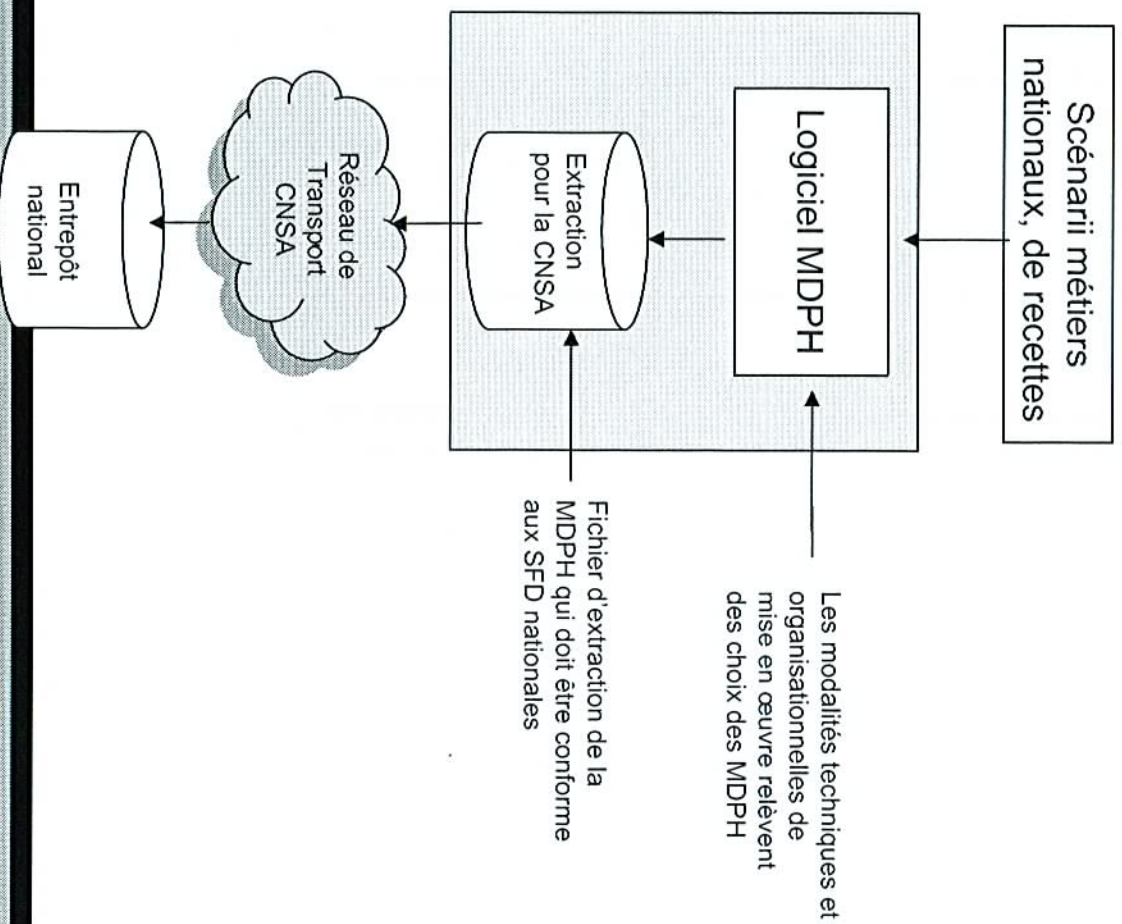 Scénarii métiers
nationaux, de recettes
Logiciel MDPH
Les modalités techniques et
organisationnelles de
mise en œuvre relèvent
des choix des MDPH
Extraction
pour la CNSA
Fichier d'extraction de la
MDPH qui doit être conforme
aux SFD nationales
Réseau de
Transport
CNSA
Entrepôt
national